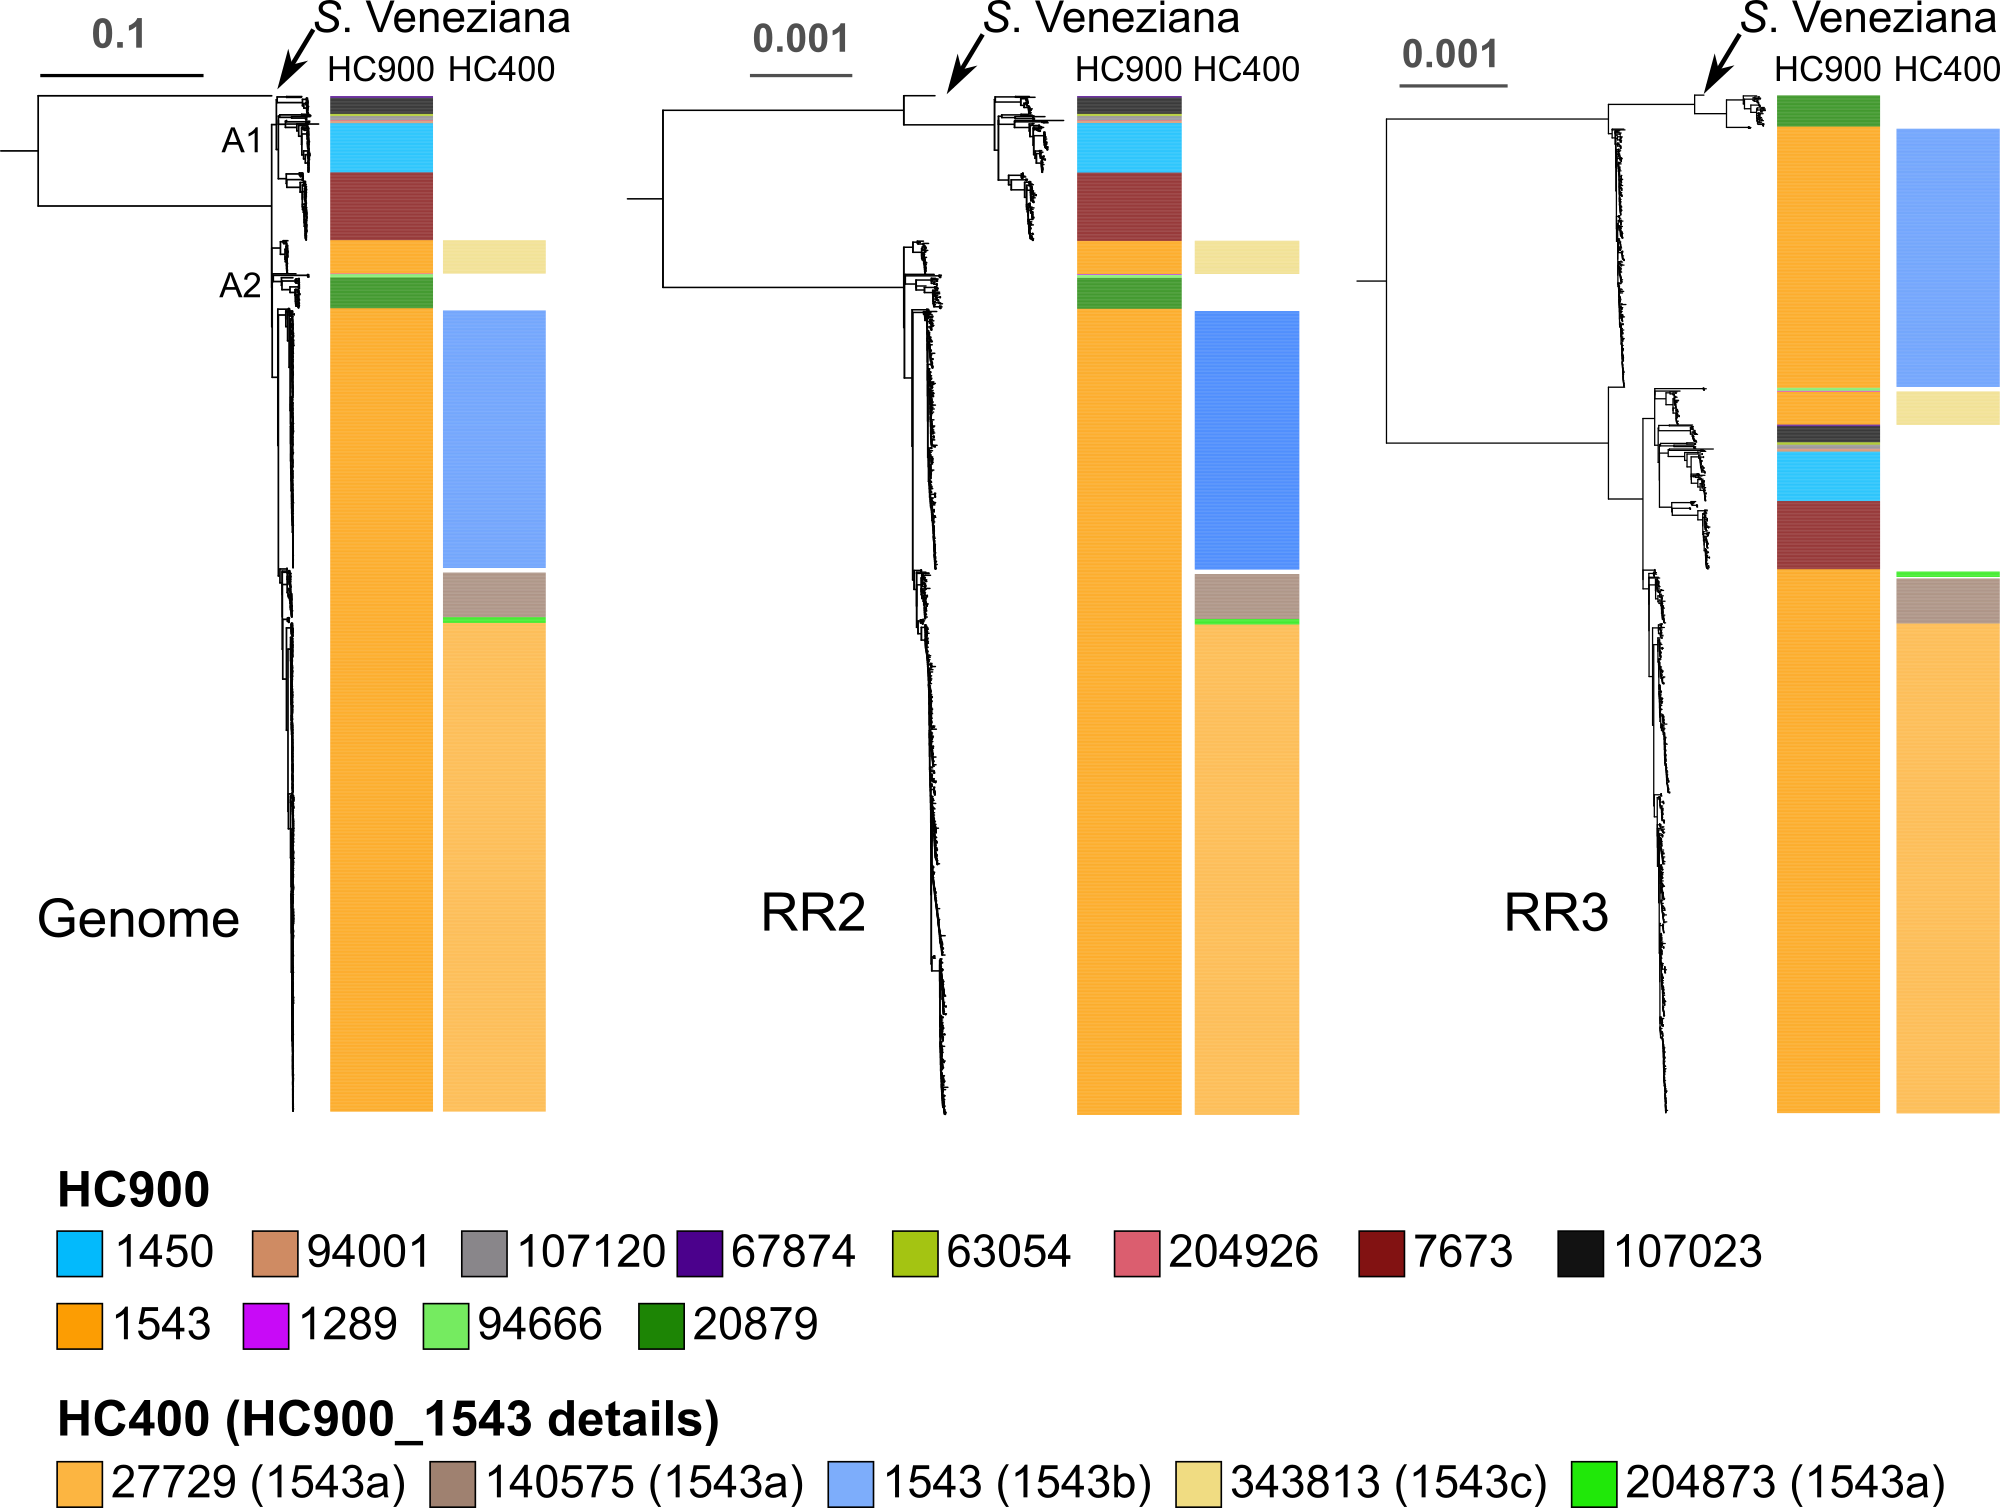 S. Veneziana
0.1
HC900 HC400
A1
A2
Genome
S. Veneziana
0.001
HC900 HC400
RR2
S. Veneziana
0.001
HC900 HC400
RR3
HC900
1450 94001 107120 67874 63054 204926 7673 107023
1543 1289 94666 20879
HC400 (HC900_1543 details)
27729 (1543a) 140575 (1543a) 1543 (1543b) 343813 (1543c) 204873 (1543a)